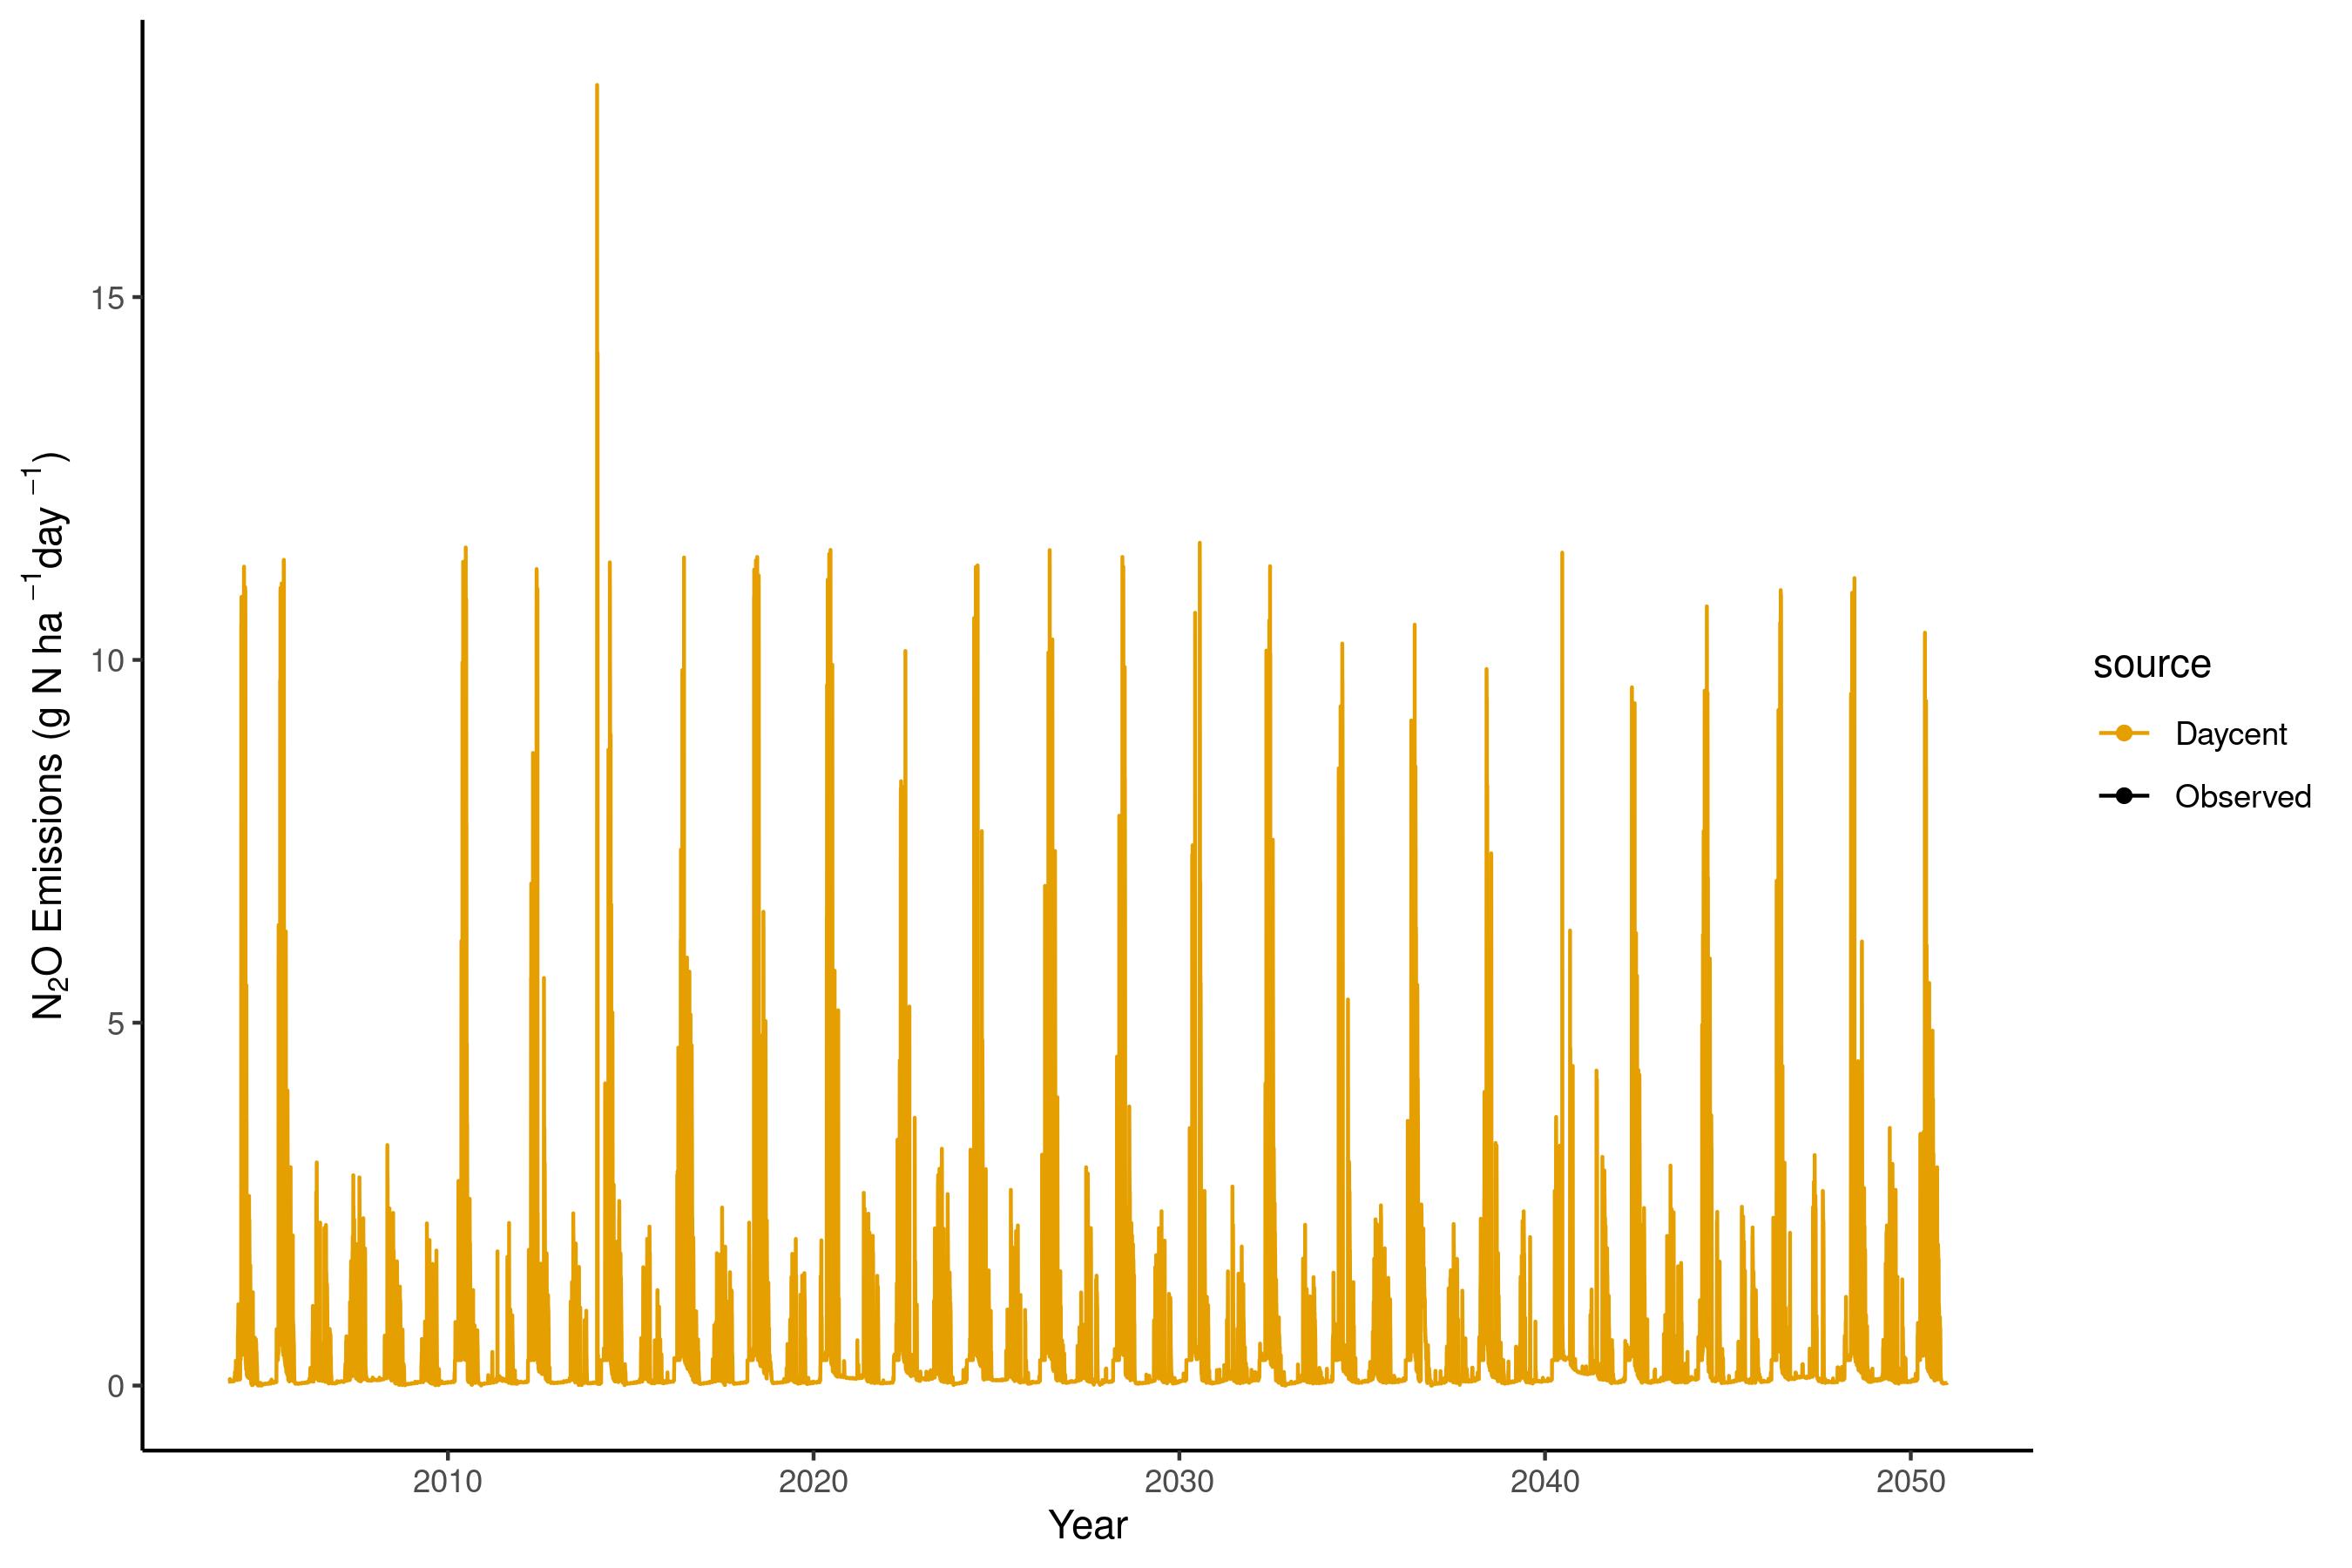 15
10
5
0
N₂O Emissions (g N ha ⁻¹day ⁻¹)
2010 2020 2030 2040 2050
Year
source
Daycent
Observed